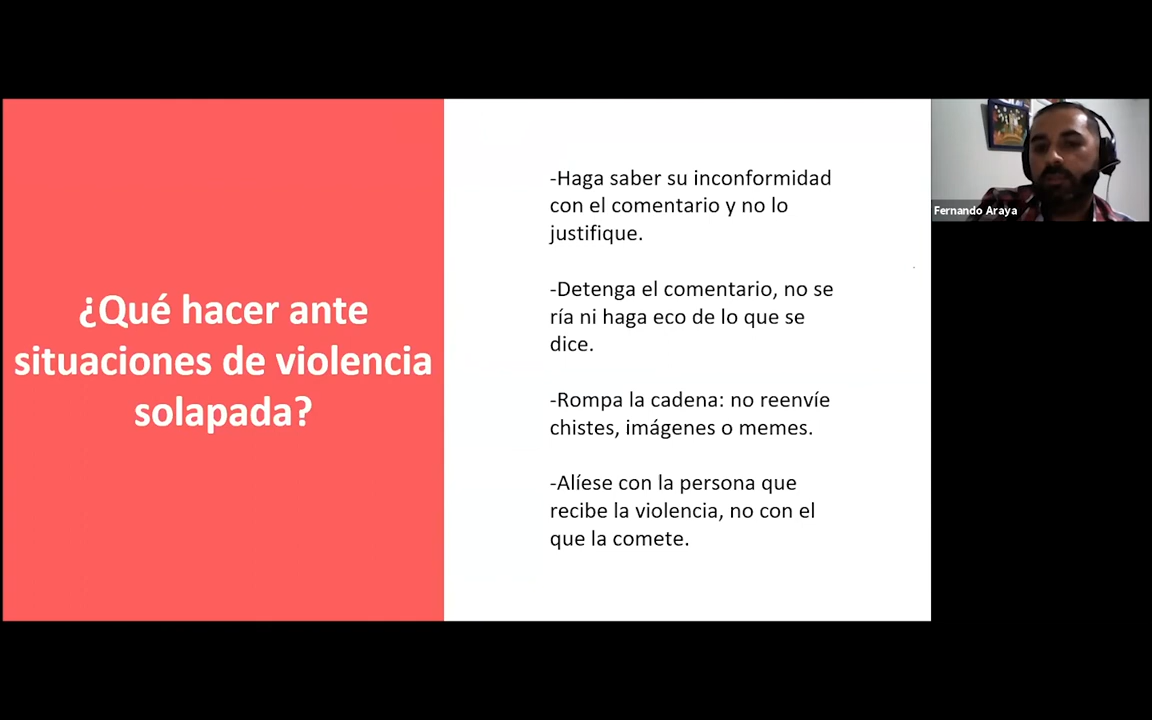 ¿Qué hacer ante
situaciones de violencia
solapada?
-Haga saber su inconformidad
con el comentario y no lo
justifique.
-Detenga el comentario, no se
ría ni haga eco de lo que se
dice.
-Rompa la cadena: no reenvíe
chistes, imágenes o memes.
-Alíese con la persona que
recibe la violencia, no con el
que la comete.
Fernando Araya